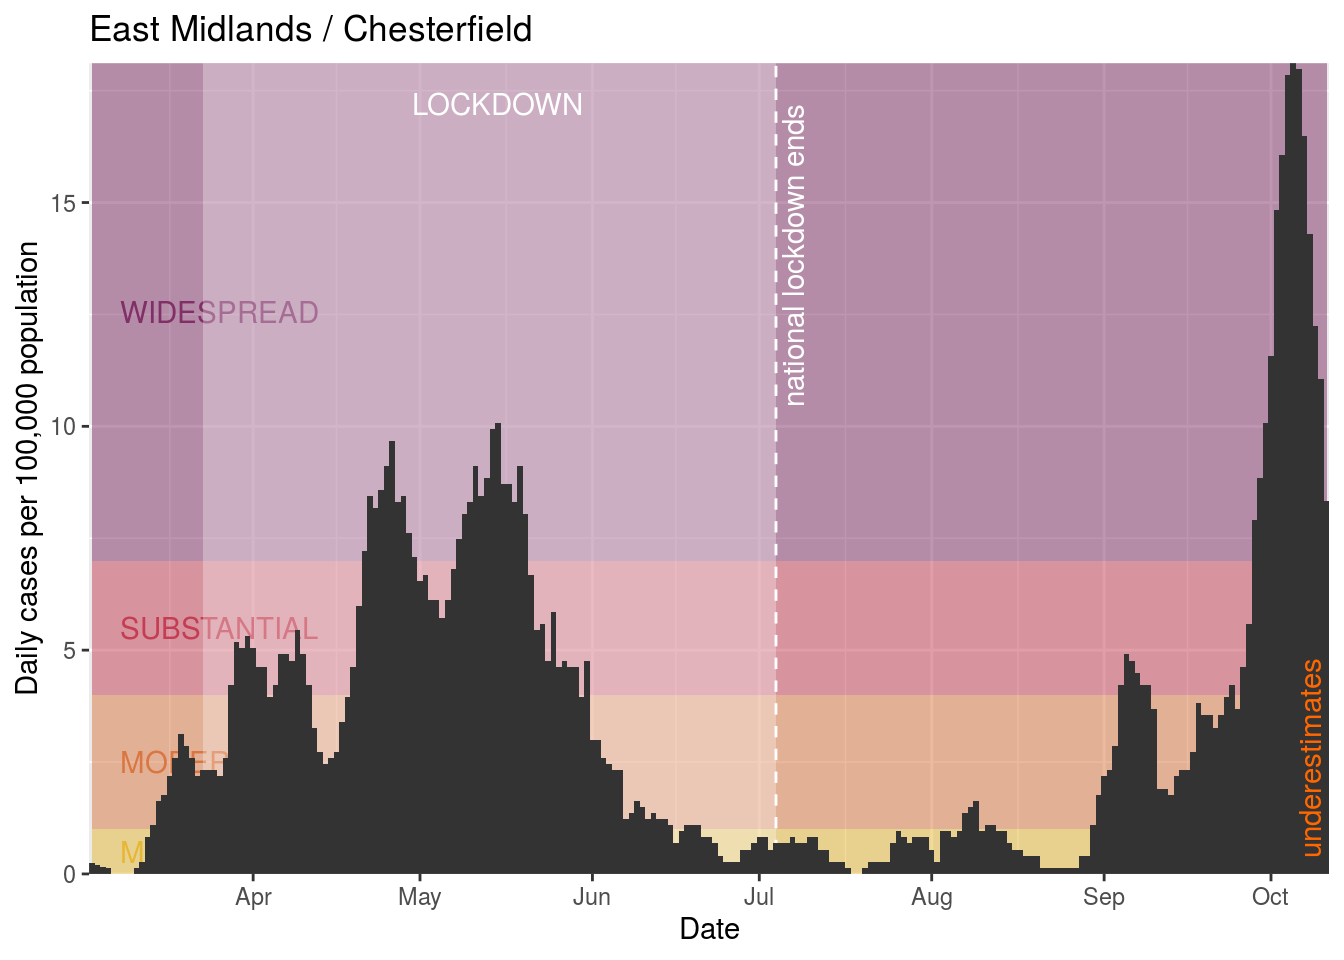 East Midlands / Chesterfield
LOCKDOWN
national lockdown ends
WIDESPREAD
SUBSTANTIAL
underestimates
Daily cases per 100,000 population
15
10
5
0
Apr
May
Jun
Jul
Aug
Sep
Oct
Date